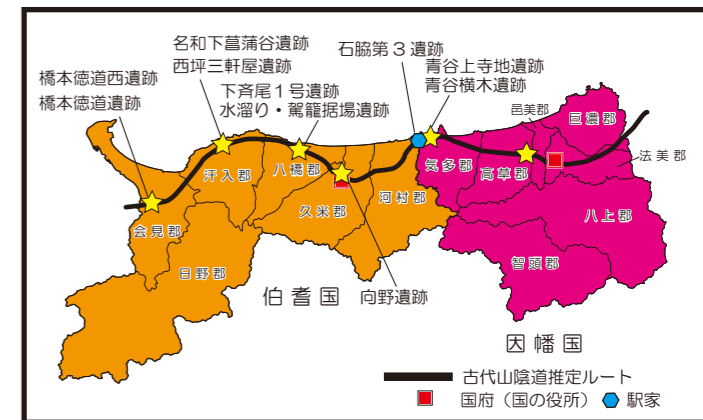 名和下菖蒲谷遺跡
西坪三軒屋遺跡
石脇第3遺跡
橋本徳道西遺跡
橋本徳道遺跡
下斉尾1号遺跡
水溜り・駕籠据場遺跡
青谷上寺地遺跡
青谷横木遺跡
邑美郡
巨濃郡
法美郡
汗入郡
八橋郡
気多郡
高草郡
会見郡
久米郡
河村郡
八上郡
日野郡
智頭郡
伯耆国
向野遺跡
因幡国
古代山陰道推定ルート
国府（国の役所）
駅家